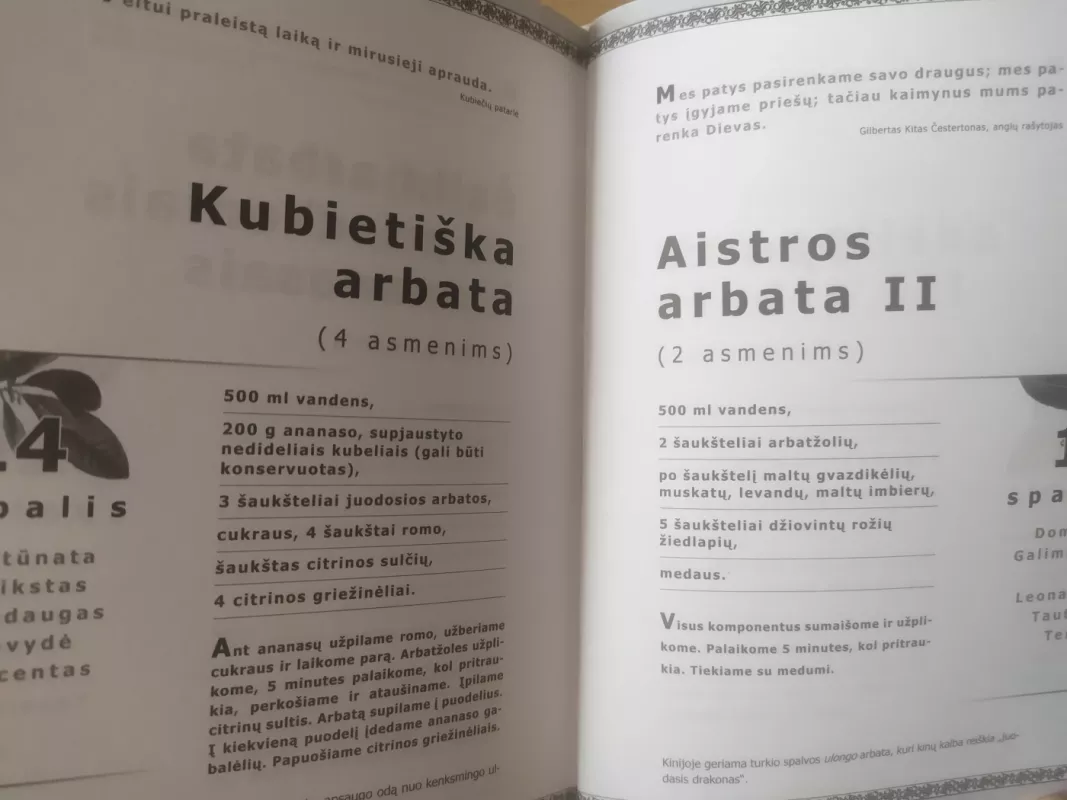 eitui praleistą laiką ir mirusieji aprauda.
Kubiečių patarlė
Kubietiška
arbata
(4 asmenims)
500 ml vandens,
200 g ananaso, supjaustyto
nedideliais kubeliais (gali būti
konservuotas),
3 šaukšteliai juodosios arbatos,
cukraus, 4 šaukštai romo,
šaukštas citrinos sulčių,
4 citrinos griežinėliai.
Ant ananasų užpilame romo, užberiame
cukraus ir laikome parą. Arbatžoles užpli-
kome, 5 minutes palaikome, kol pritrau-
kia, perkošiame ir ataušiname. Įpilame
citrinų sultis. Arbatą supilame į puodelius.
Į kiekvieną puodelį įdedame ananaso ga-
balėlių. Papuošiame citrinos griežinėliais.
ansaugo odą nuo kenksmingo ul-
14
balis
tūnata
ikstas
daugas
vydė
centas
Mes patys pasirenkame savo draugus; mes pa-
tys įgyjame priešų; tačiau kaimynus mums pa-
renka Dievas.
Gilbertas Kitas Čestertonas, anglų rašytojas
Aistros
arbata II
(2 asmenims)
500 ml vandens,
2 šaukšteliai arbatžolių,
po šaukštelį maltų gvazdikėlių,
muskatų, levandų, maltų imbierų,
5 šaukšteliai džiovintų rožių
žiedlapių,
medaus.
Visus komponentus sumaišome ir užpli-
kome. Palaikome 5 minutes, kol pritrau-
kia. Tiekiame su medumi.
Kinijoje geriama turkio spalvos ulongo arbata, kuri kinų kalba reiškia „juo-
dasis drakonas“.
1
spa
Dom
Galim
Leona
Taut
Te